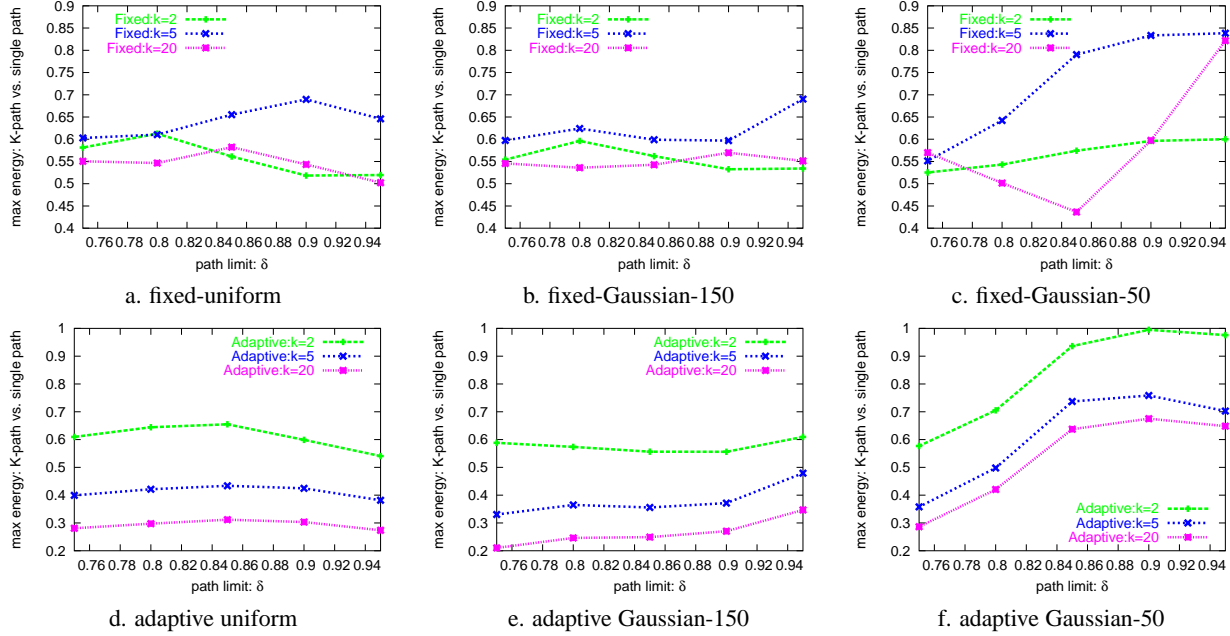 max energy: K-path vs. single path
0.9
0.85
0.8
0.75
0.7
0.65
0.6
0.55
0.5
0.45
0.4
Fixed:k=2
Fixed:k=5
Fixed:k=20
0.76 0.78 0.8 0.82 0.84 0.86 0.88 0.9 0.92 0.94
path limit: δ
a. fixed-uniform
max energy: K-path vs. single path
0.9
0.85
0.8
0.75
0.7
0.65
0.6
0.55
0.5
0.45
0.4
Fixed:k=2
Fixed:k=5
Fixed:k=20
0.76 0.78 0.8 0.82 0.84 0.86 0.88 0.9 0.92 0.94
path limit: δ
b. fixed-Gaussian-150
max energy: K-path vs. single path
0.9
0.85
0.8
0.75
0.7
0.65
0.6
0.55
0.5
0.45
0.4
Fixed:k=2
Fixed:k=5
Fixed:k=20
0.76 0.78 0.8 0.82 0.84 0.86 0.88 0.9 0.92 0.94
path limit: δ
c. fixed-Gaussian-50
max energy: K-path vs. single path
1
0.9
0.8
0.7
0.6
0.5
0.4
0.3
0.2
Adaptive:k=2
Adaptive:k=5
Adaptive:k=20
0.76 0.78 0.8 0.82 0.84 0.86 0.88 0.9 0.92 0.94
path limit: δ
d. adaptive uniform
max energy: K-path vs. single path
1
0.9
0.8
0.7
0.6
0.5
0.4
0.3
0.2
Adaptive:k=2
Adaptive:k=5
Adaptive:k=20
0.76 0.78 0.8 0.82 0.84 0.86 0.88 0.9 0.92 0.94
path limit: δ
e. adaptive Gaussian-150
max energy: K-path vs. single path
1
0.9
0.8
0.7
0.6
0.5
0.4
0.3
0.2
Adaptive:k=2
Adaptive:k=5
Adaptive:k=20
0.76 0.78 0.8 0.82 0.84 0.86 0.88 0.9 0.92 0.94
path limit: δ
f. adaptive Gaussian-50